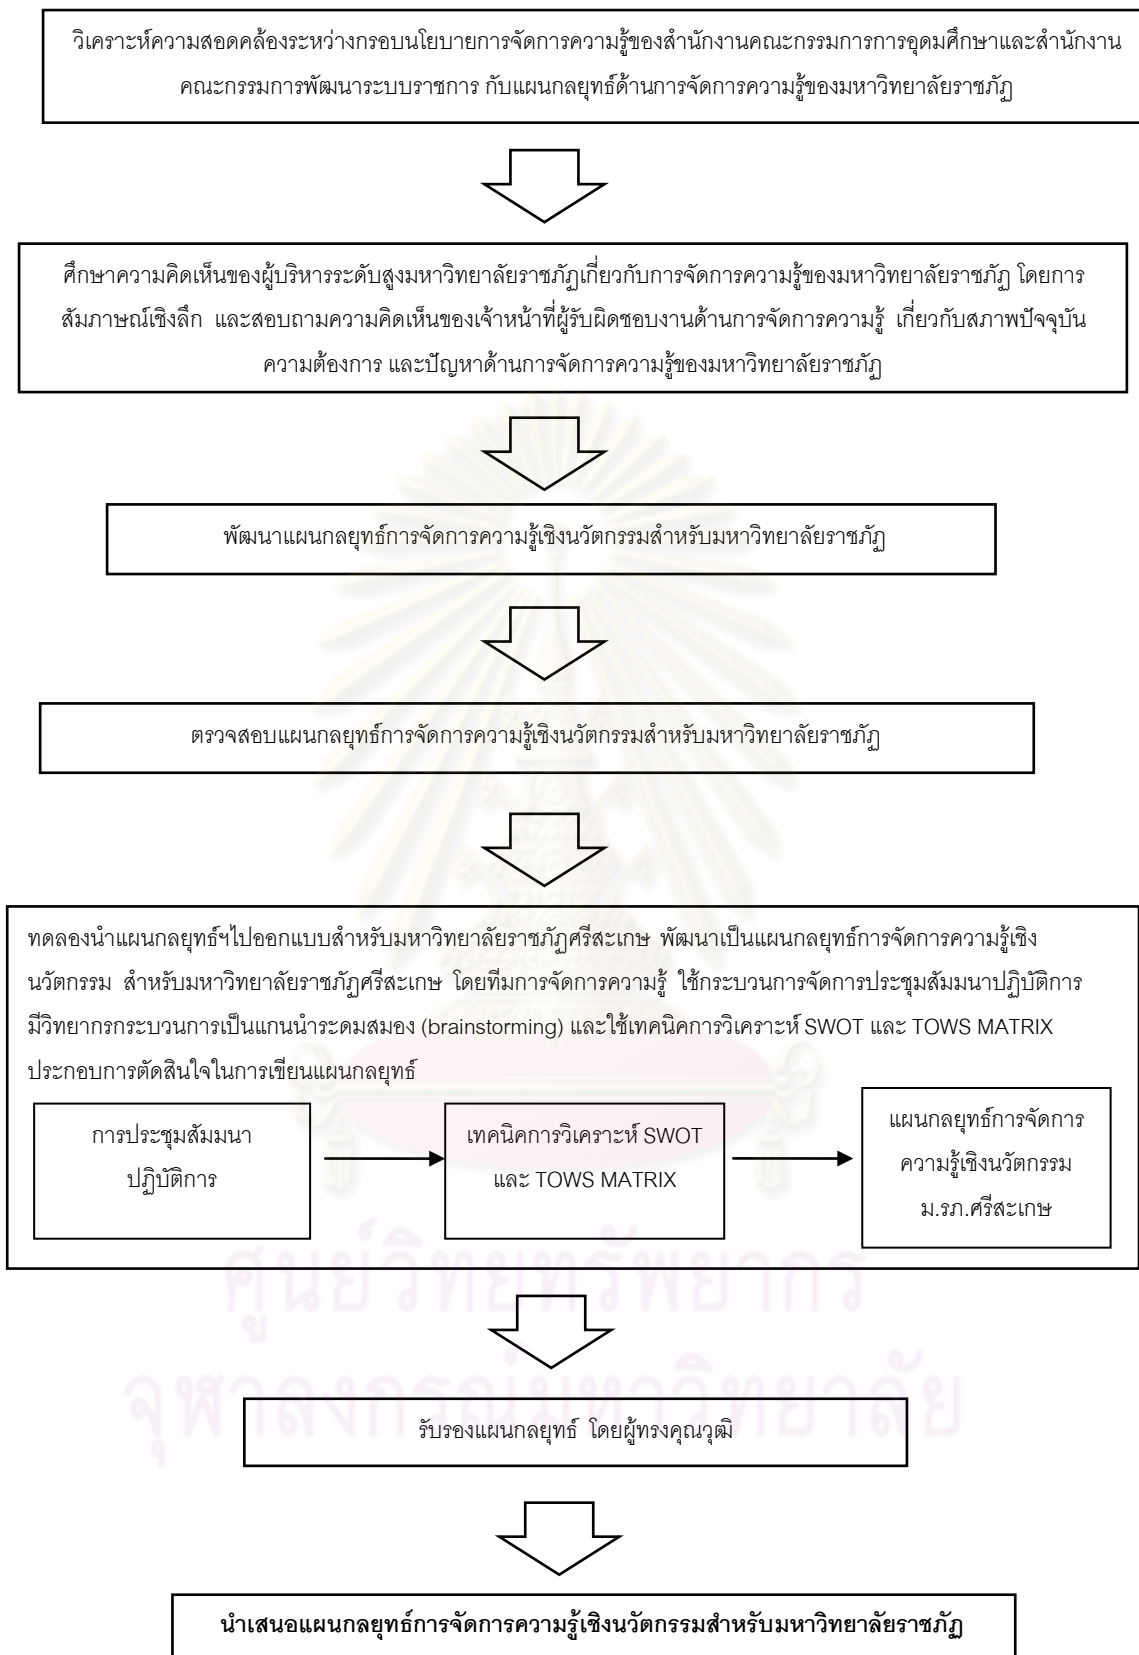 วิเคราะห์ความสอดคล้องระหว่างกรอบนโยบายการจัดการความรู้ของสำนักงานคณะกรรมการการอุดมศึกษาและสำนักงาน
คณะกรรมการพัฒนาระบบราชการ กับแผนกลยุทธ์ด้านการจัดการความรู้ของมหาวิทยาลัยราชภัฏ
ศึกษาความคิดเห็นของผู้บริหารระดับสูงมหาวิทยาลัยราชภัฏเกี่ยวกับการจัดการความรู้ของมหาวิทยาลัยราชภัฏ โดยการ
สัมภาษณ์เชิงลึก และสอบถามความคิดเห็นของเจ้าหน้าที่ผู้รับผิดชอบงานด้านการจัดการความรู้ เกี่ยวกับสภาพปัจจุบัน
ความต้องการ และปัญหาด้านการจัดการความรู้ของมหาวิทยาลัยราชภัฏ
พัฒนาแผนกลยุทธ์การจัดการความรู้เชิงนวัตกรรมสำหรับมหาวิทยาลัยราชภัฏ
ตรวจสอบแผนกลยุทธ์การจัดการความรู้เชิงนวัตกรรมสำหรับมหาวิทยาลัยราชภัฏ
ทดลองนำแผนกลยุทธ์ฯไปออกแบบสำหรับมหาวิทยาลัยราชภัฏศรีสะเกษ พัฒนาเป็นแผนกลยุทธ์การจัดการความรู้เชิง
นวัตกรรม สำหรับมหาวิทยาลัยราชภัฏศรีสะเกษ โดยทีมการจัดการความรู้ ใช้กระบวนการจัดการประชุมสัมมนาปฏิบัติการ
มีวิทยากรกระบวนการเป็นแกนนำระดมสมอง (brainstorming) และใช้เทคนิคการวิเคราะห์ SWOT และ TOWS MATRIX
ประกอบการตัดสินใจในการเขียนแผนกลยุทธ์
การประชุมสัมมนา
ปฏิบัติการ
เทคนิคการวิเคราะห์ SWOT
และ TOWS MATRIX
แผนกลยุทธ์การจัดการ
ความรู้เชิงนวัตกรรม
ม.รภ.ศรีสะเกษ
ศูนย์วิทยทรัพยากร
จุฬาลงกรณ์มหาวิทยาลัย
รับรองแผนกลยุทธ์ โดยผู้ทรงคุณวุฒิ
นำเสนอแผนกลยุทธ์การจัดการความรู้เชิงนวัตกรรมสำหรับมหาวิทยาลัยราชภัฏ